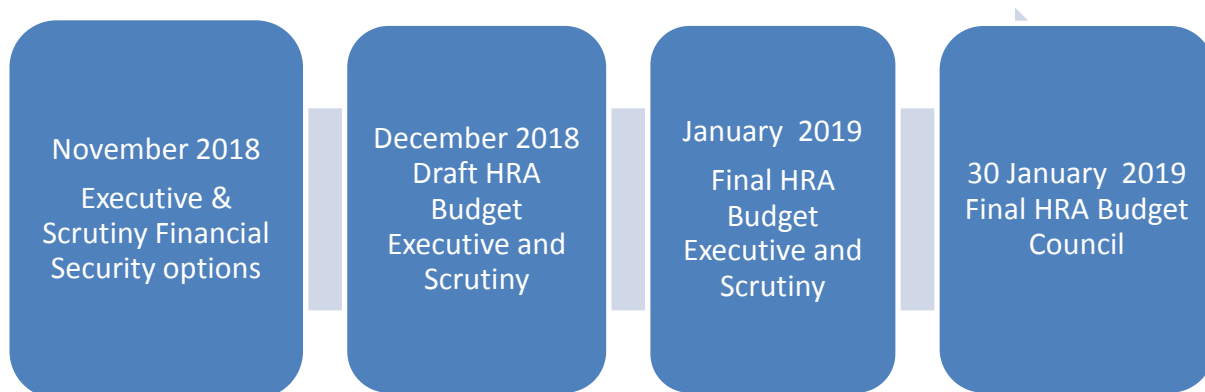 November 2018
Executive &
Scrutiny Financial
Security options
December 2018
Draft HRA
Budget
Executive and
Scrutiny
January 2019
Final HRA
Budget
Executive and
Scrutiny
30 January 2019
Final HRA Budget
Council